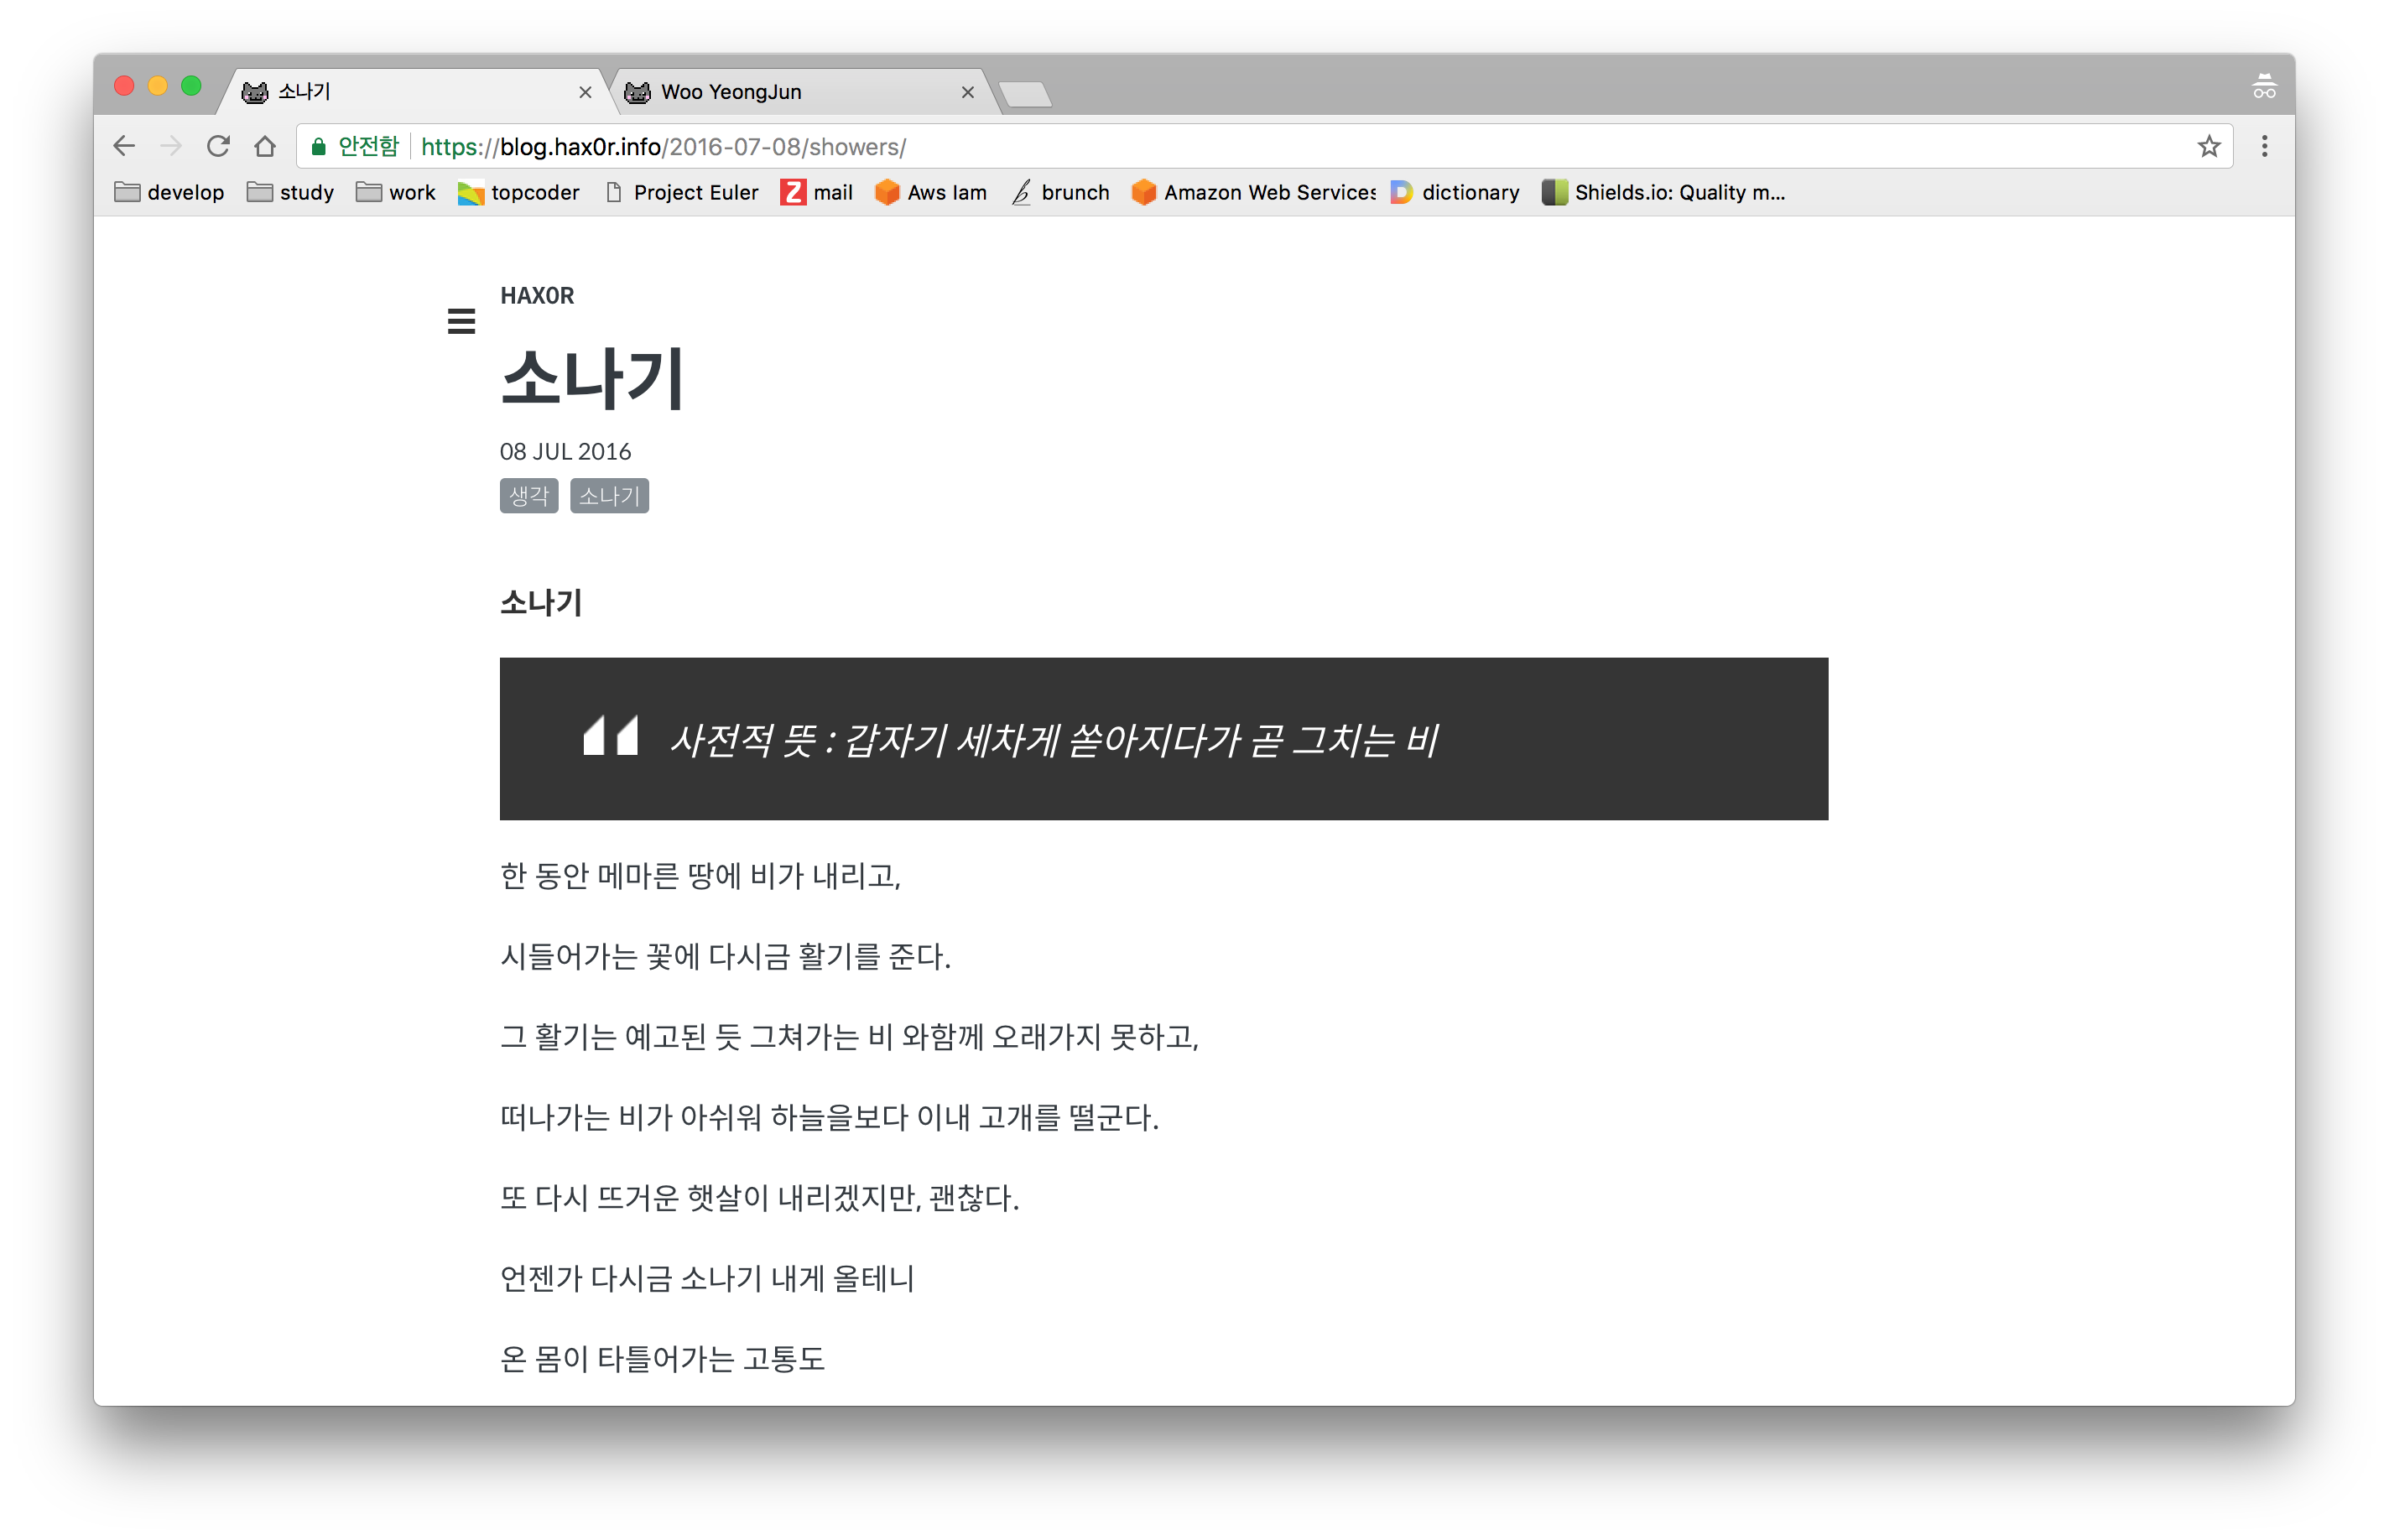 소나기
Woo YeongJun
안전함 https://blog.hax0r.info/2016-07-08/showers/
develop study work topcoder Project Euler mail Aws Iam brunch Amazon Web Services dictionary Shields.io: Quality m...
HAX0R
소나기
08 JUL 2016
생각 소나기
소나기
사전적 뜻 : 갑자기 세차게 쏟아지다가 곧 그치는 비
한 동안 메마른 땅에 비가 내리고,
시들어가는 꽃에 다시금 활기를 준다.
그 활기는 예고된 듯 그쳐가는 비 와함께 오래가지 못하고,
떠나가는 비가 아쉬워 하늘을보다 이내 고개를 떨군다.
또 다시 뜨거운 햇살이 내리겠지만, 괜찮다.
언젠가 다시금 소나기 내게 올테니
온 몸이 타틀어가는 고통도